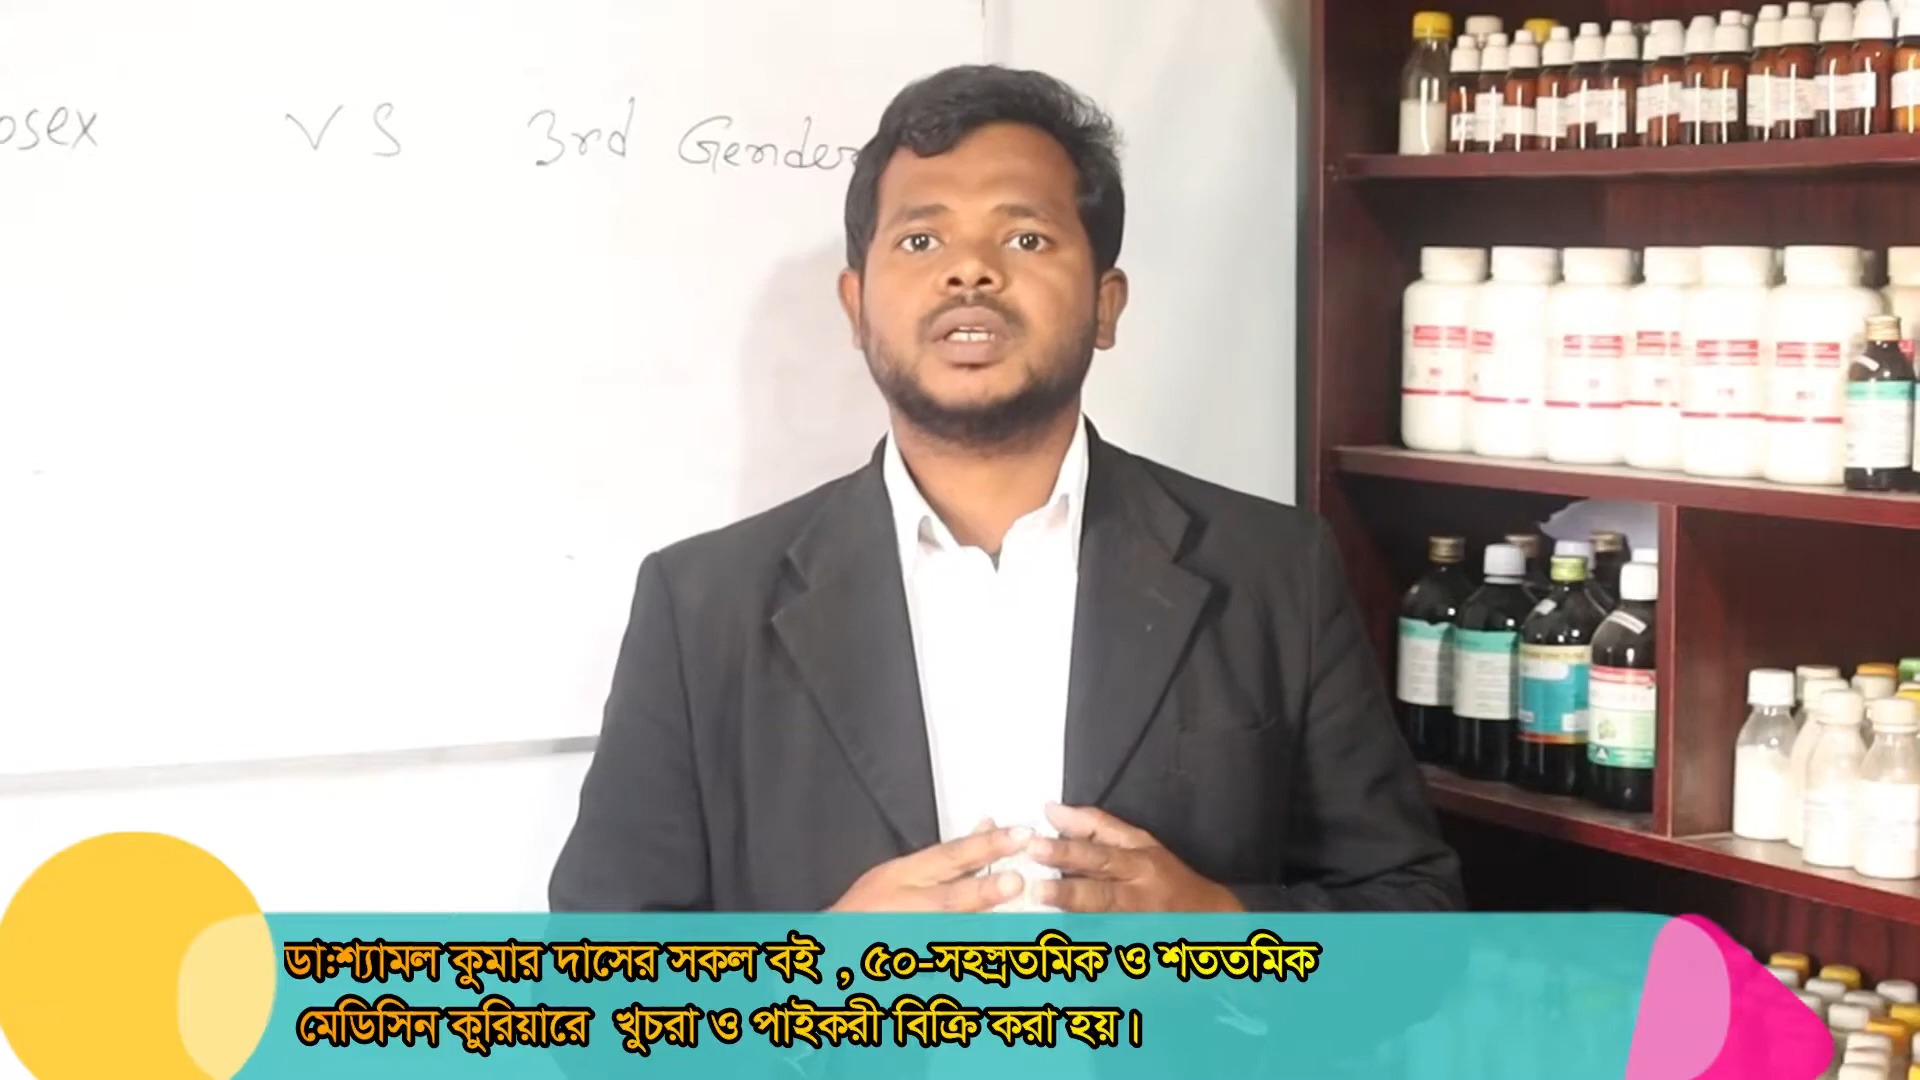 osex VS 3rd Gender
ডা:শ্যামল কুমার দাসের সকল বই , ৫০-সহস্রতমিক ও শততমিক
মেডিসিন কুরিয়ারে খুচরা ও পাইকরী বিক্রি করা হয়।